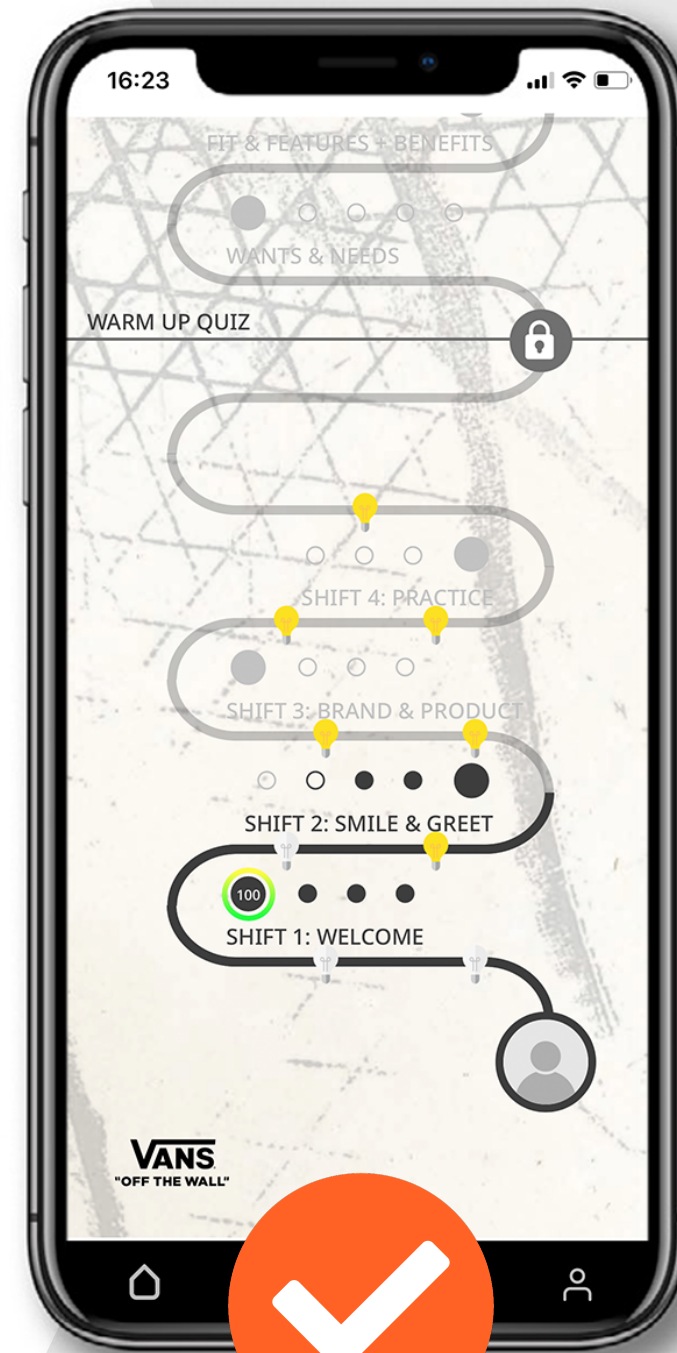 16:23
FIT & FEATURES + BENEFITS
WANTS & NEEDS
WARM UP QUIZ
SHIFT 4: PRACTICE
SHIFT 3: BRAND & PRODUCT
SHIFT 2: SMILE & GREET
100
SHIFT 1: WELCOME
VANS
"OFF THE WALL"